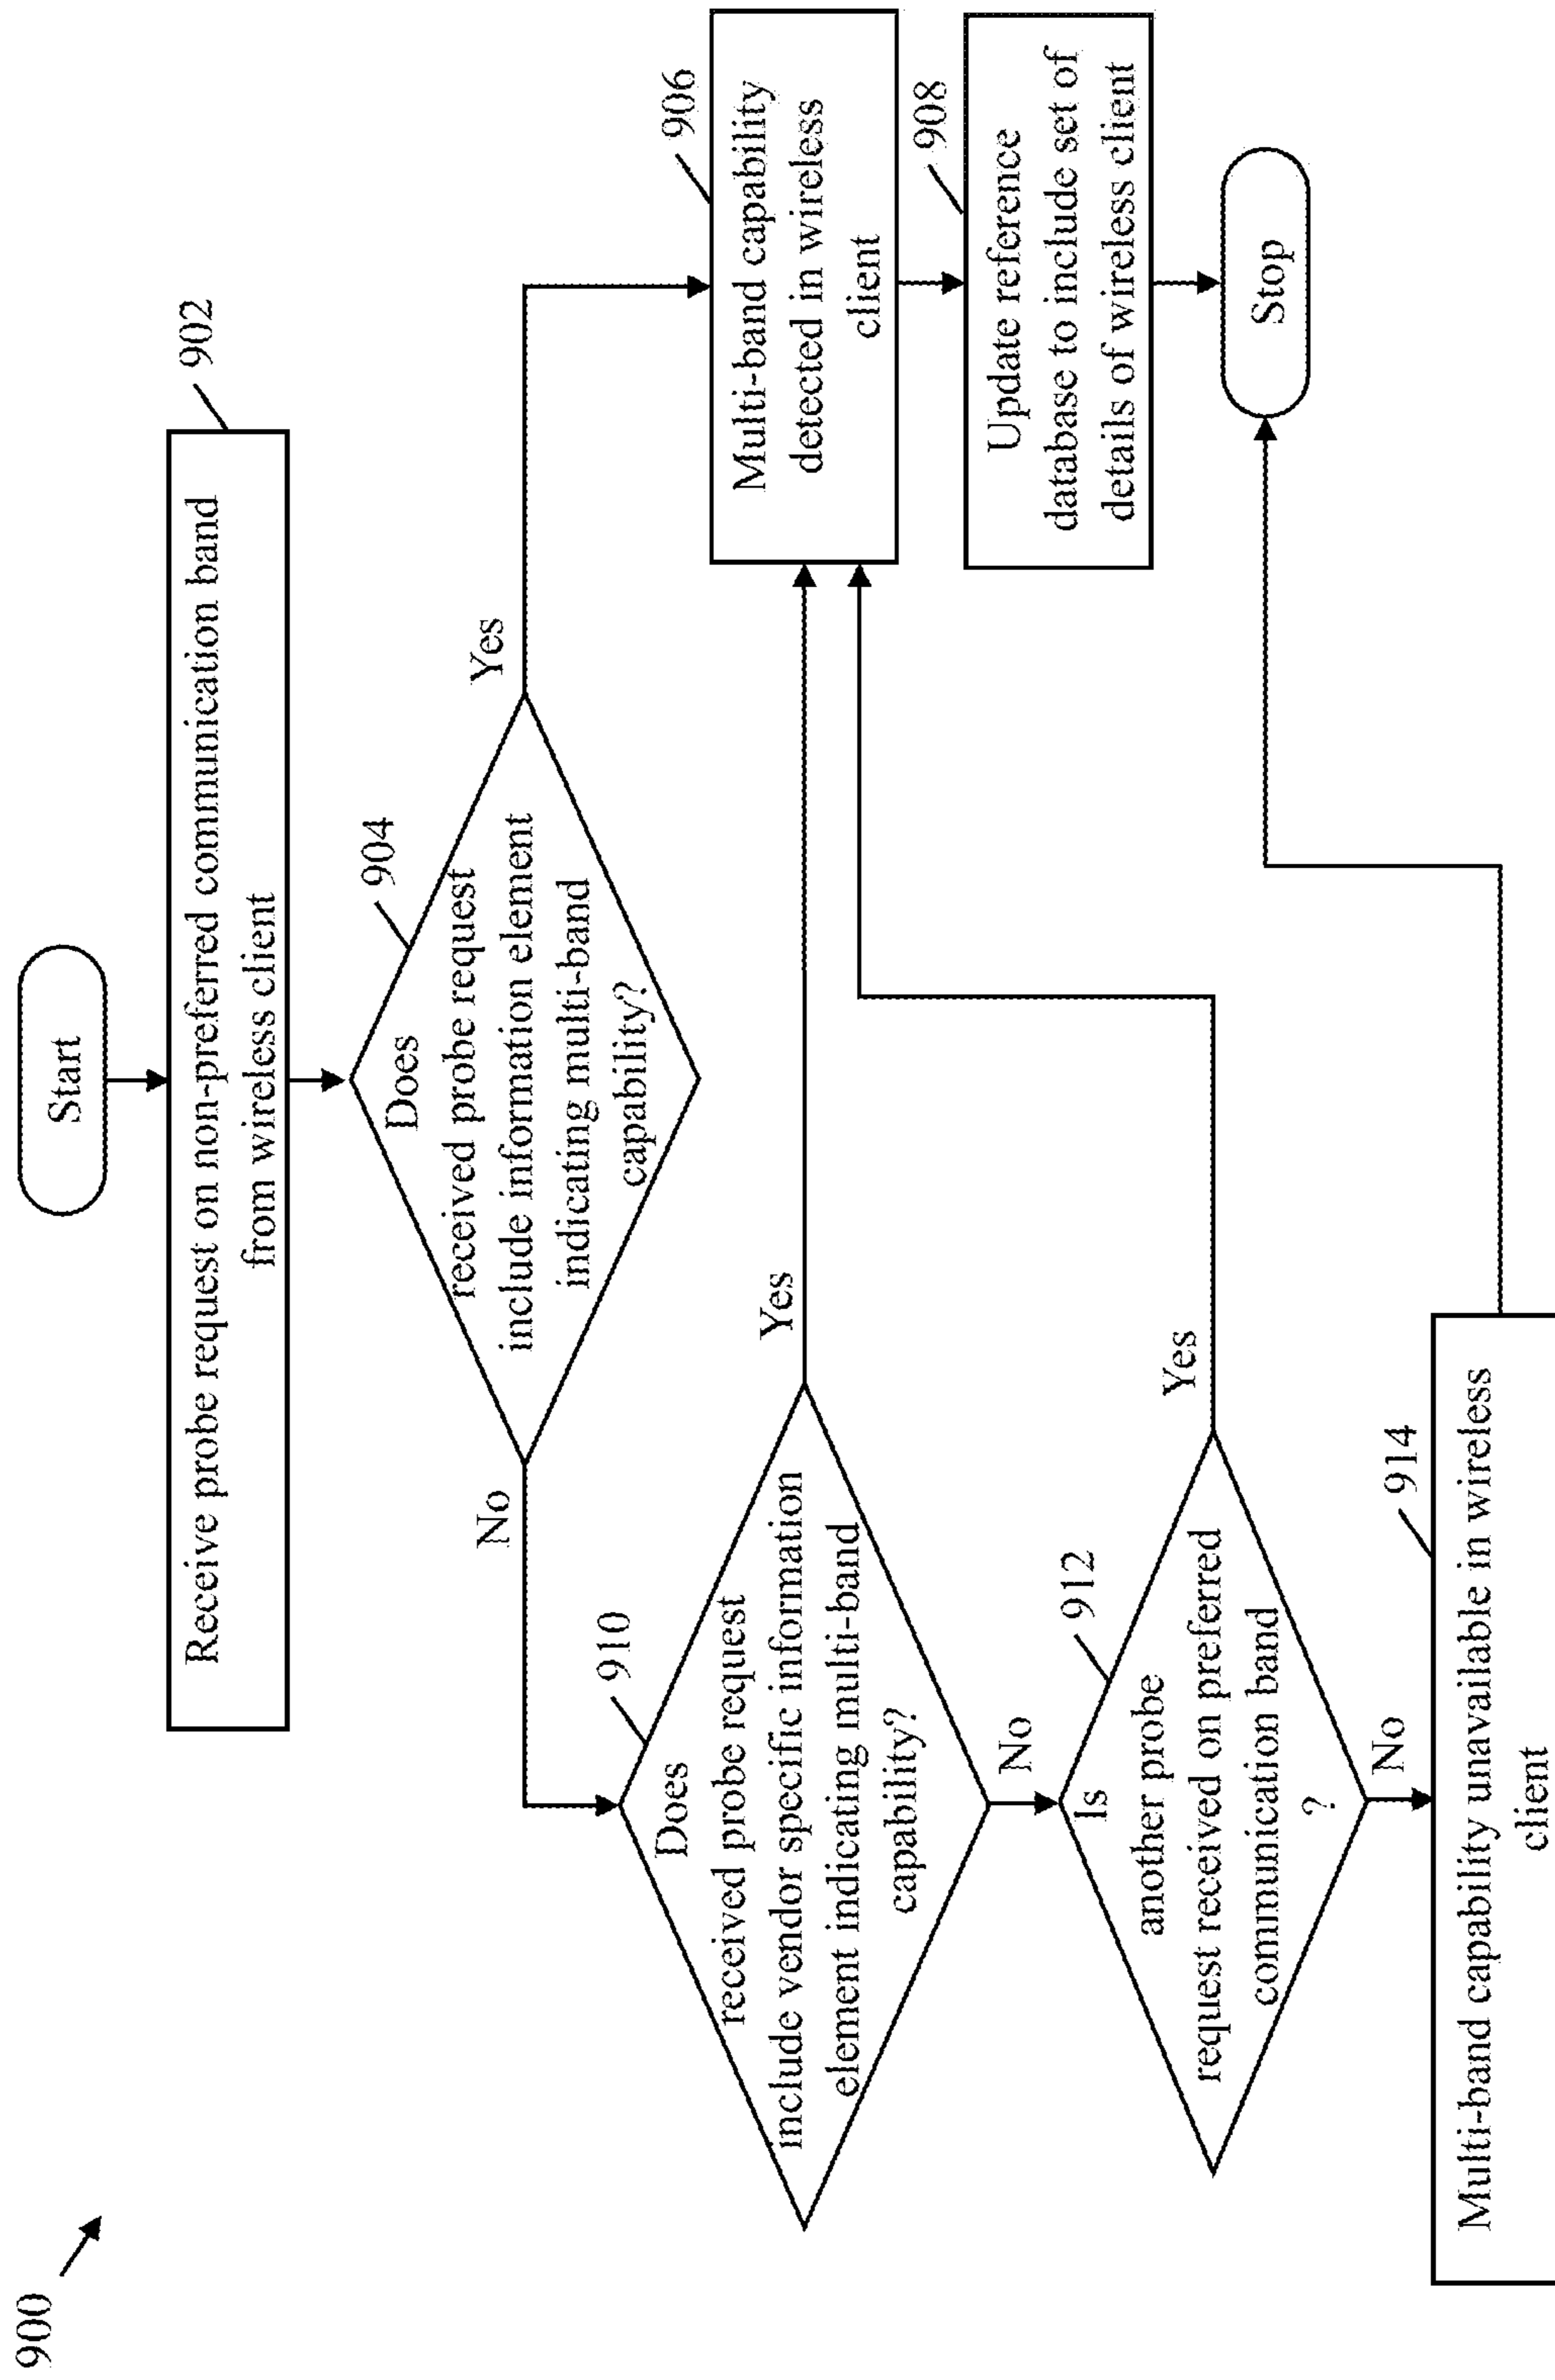 900
Start
902
Receive probe request on non-preferred communication band
from wireless client
904
Does
received probe request
include information element
indicating multi-band
capability?
Yes
No
906
Multi-band capability
detected in wireless
client
908
Update reference
database to include set of
details of wireless client
Stop
910
Does
received probe request
include vendor specific information
element indicating multi-band
capability?
Yes
No
912
Is
another probe
request received on preferred
communication band
?
Yes
No
914
Multi-band capability unavailable in wireless
client